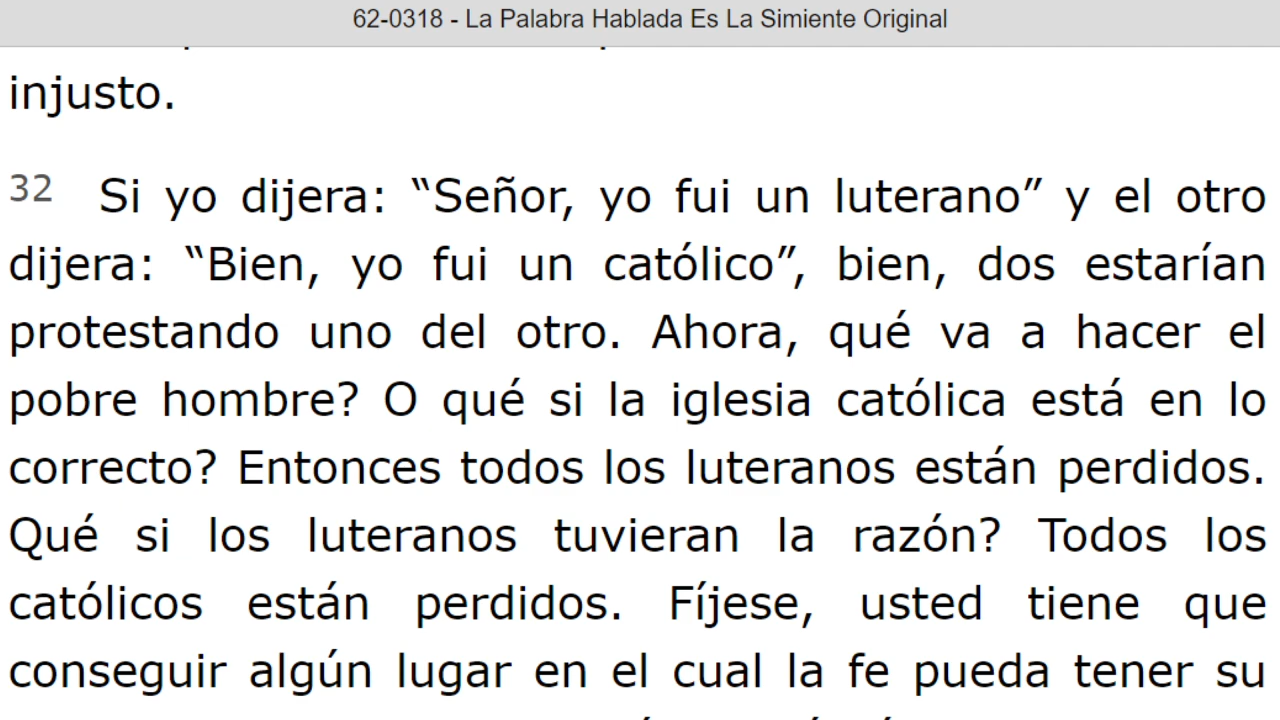 62-0318 - La Palabra Hablada Es La Simiente Original
injusto.
32 Si yo dijera: “Señor, yo fui un luterano” y el otro
dijera: “Bien, yo fui un católico”, bien, dos estarían
protestando uno del otro. Ahora, qué va a hacer el
pobre hombre? O qué si la iglesia católica está en lo
correcto? Entonces todos los luteranos están perdidos.
Qué si los luteranos tuvieran la razón? Todos los
católicos están perdidos. Fíjese, usted tiene que
conseguir algún lugar en el cual la fe pueda tener su